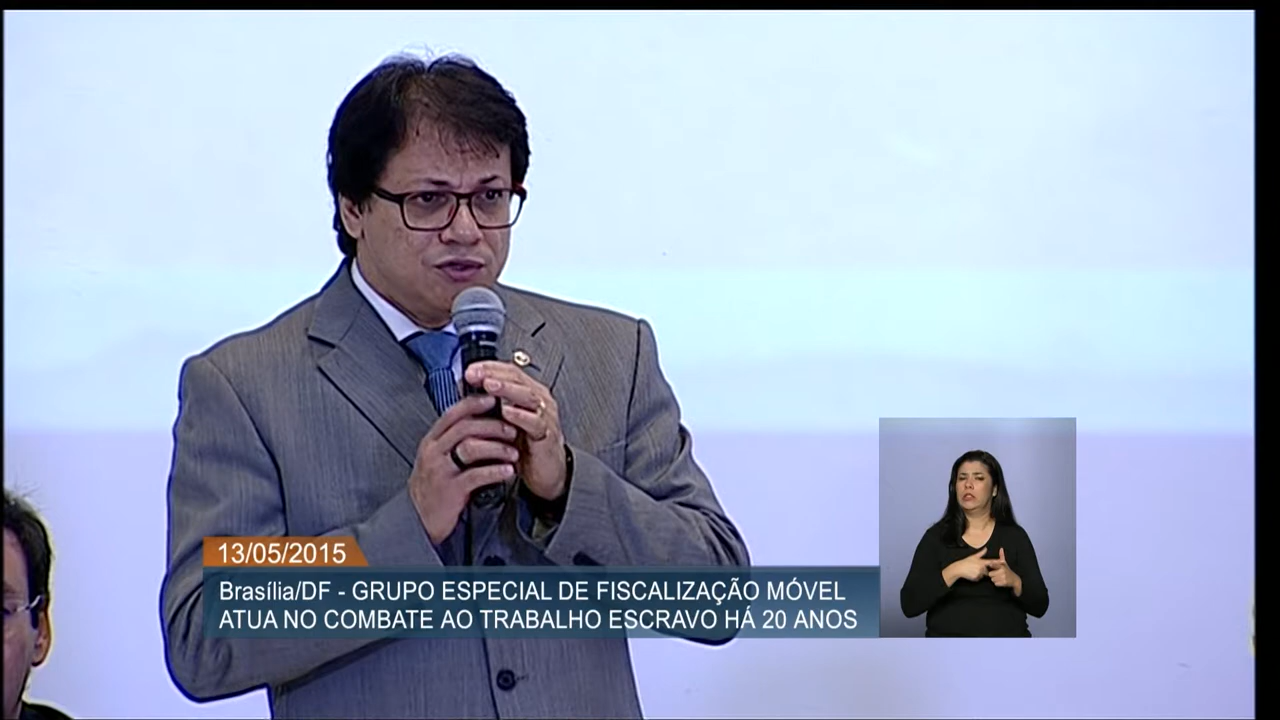 13/05/2015
Brasília/DF - GRUPO ESPECIAL DE FISCALIZAÇÃO MÓVEL
ATUA NO COMBATE AO TRABALHO ESCRAVO HÁ 20 ANOS